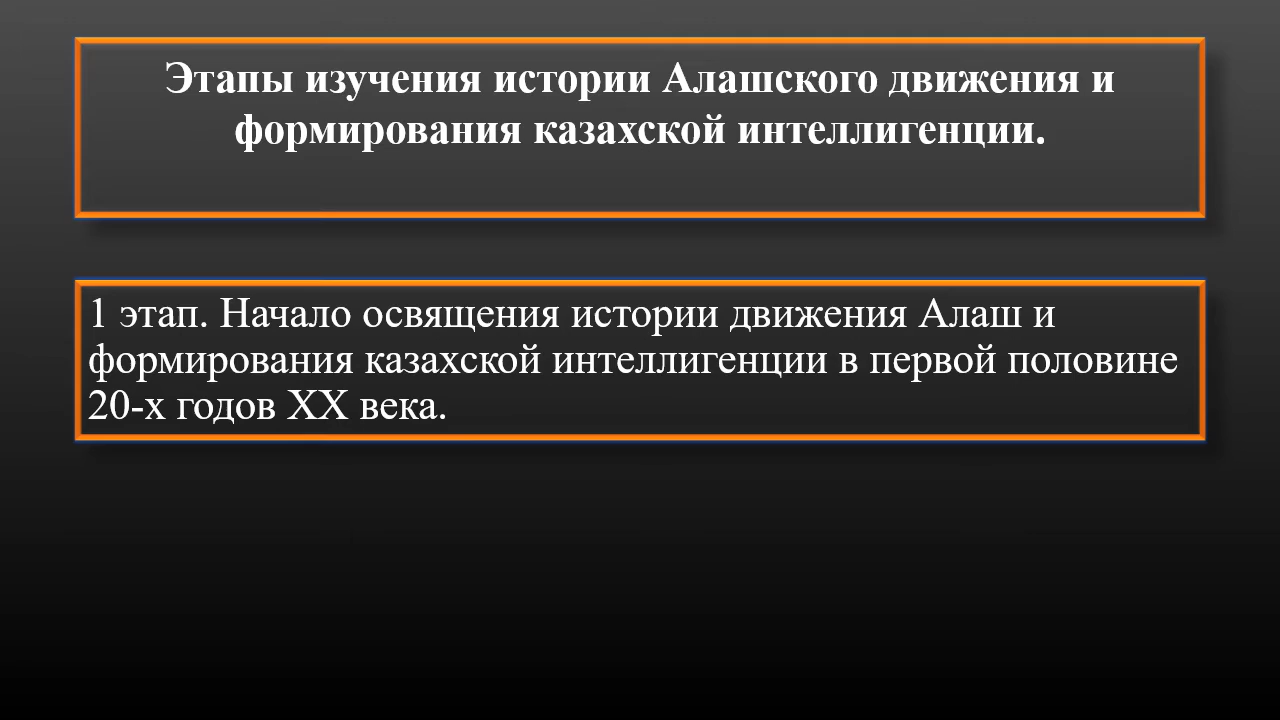 Этапы изучения истории Алашского движения и
формирования казахской интеллигенции.
1 этап. Начало освящения истории движения Алаш и
формирования казахской интеллигенции в первой половине
20-х годов XX века.